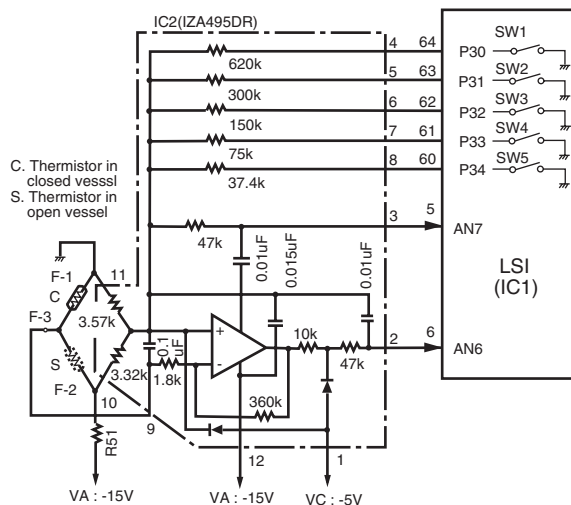 IC2(IZA495DR)
4 64
620k
P30 SW1
5 63
300k
P31 SW2
6 62
150k
P32 SW3
7 61
75k
P33 SW4
8 60
37.4k
P34 SW5
C. Thermistor in
closed vesssl
S. Thermistor in
open vessel
47k
3 5
AN7
0.01uF
0.015uF
0.01uF
LSI
(IC1)
F-1
C
11
F-3
3.57k
S
F-2
3.32k
10
9
R51
0.1
uF
1.8k
+
-
10k
47k
2 6
AN6
360k
12
1
VA : -15V
VA : -15V
VC : -5V